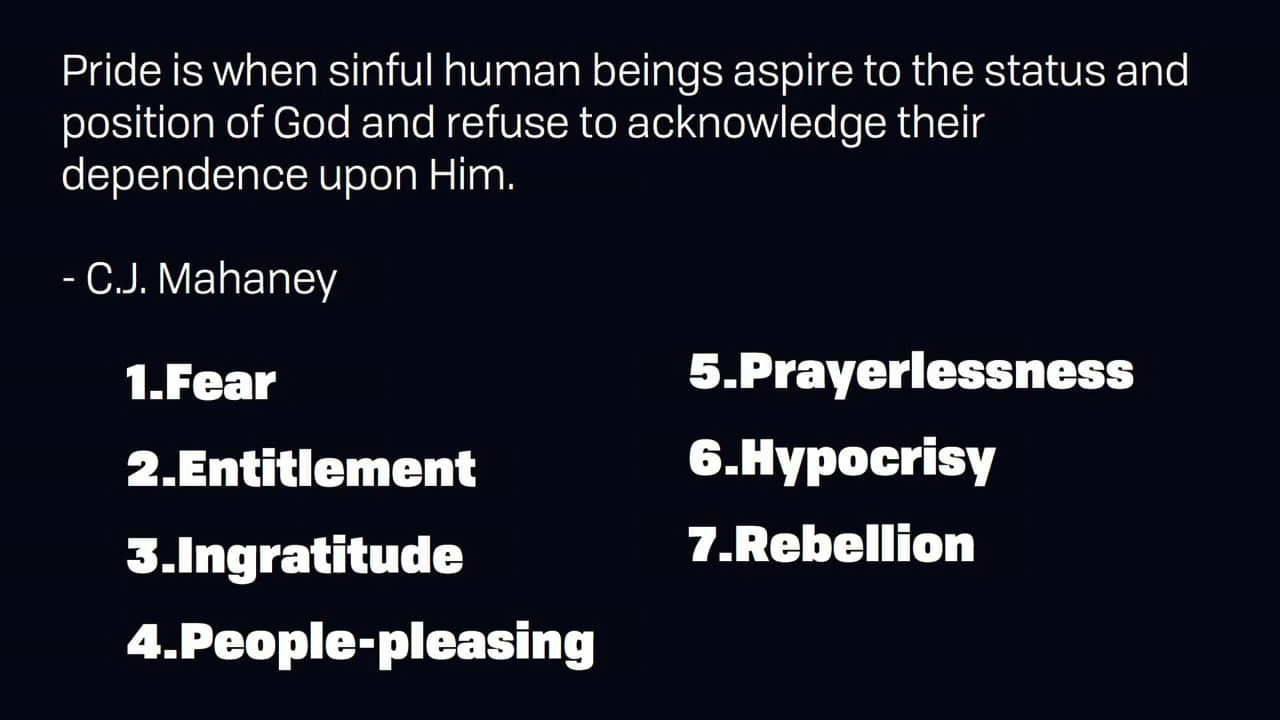 Pride is when sinful human beings aspire to the status and
position of God and refuse to acknowledge their
dependence upon Him.
- C.J. Mahaney
1.Fear
2.Entitlement
3.Ingratitude
4.People-pleasing
5.Prayerlessness
6.Hypocrisy
7.Rebellion